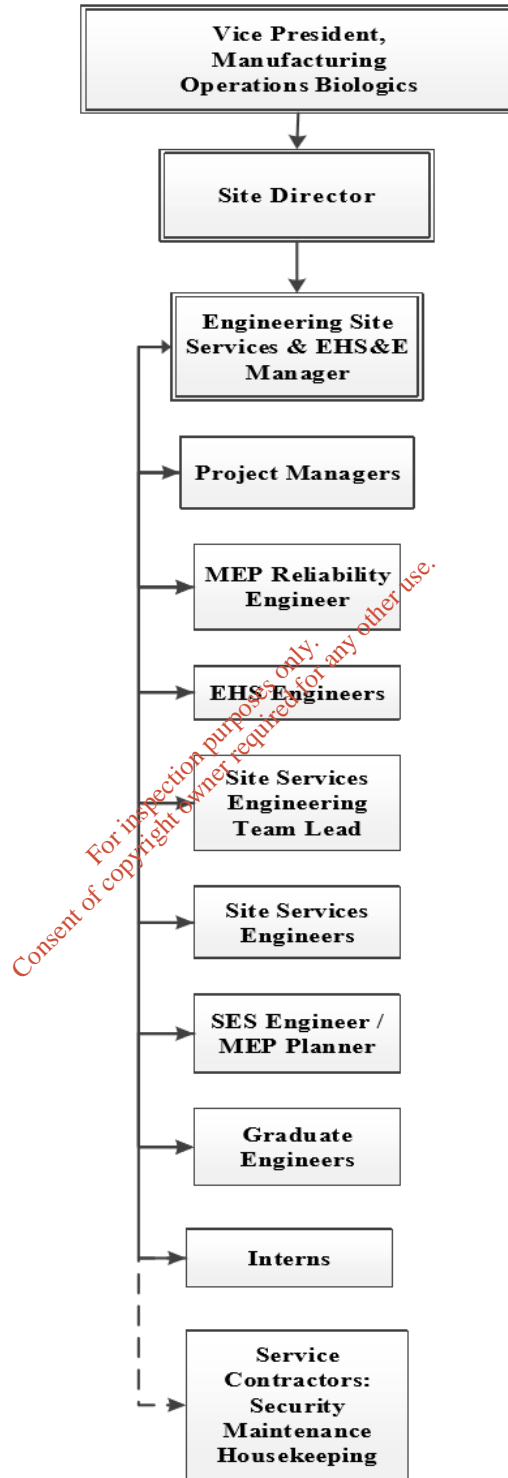 Vice President,
Manufacturing
Operations Biologics
Site Director
Engineering Site
Services & EHS&E
Manager
Project Managers
MEP Reliability
Engineer
EHS Engineers
Site Services
Engineering
Team Lead
Site Services
Engineers
SES Engineer /
MEP Planner
Graduate
Engineers
Interns
Service
Contractors:
Security
Maintenance
Housekeeping
For inspection purposes only.
Consent of copyright owner required for any other use.